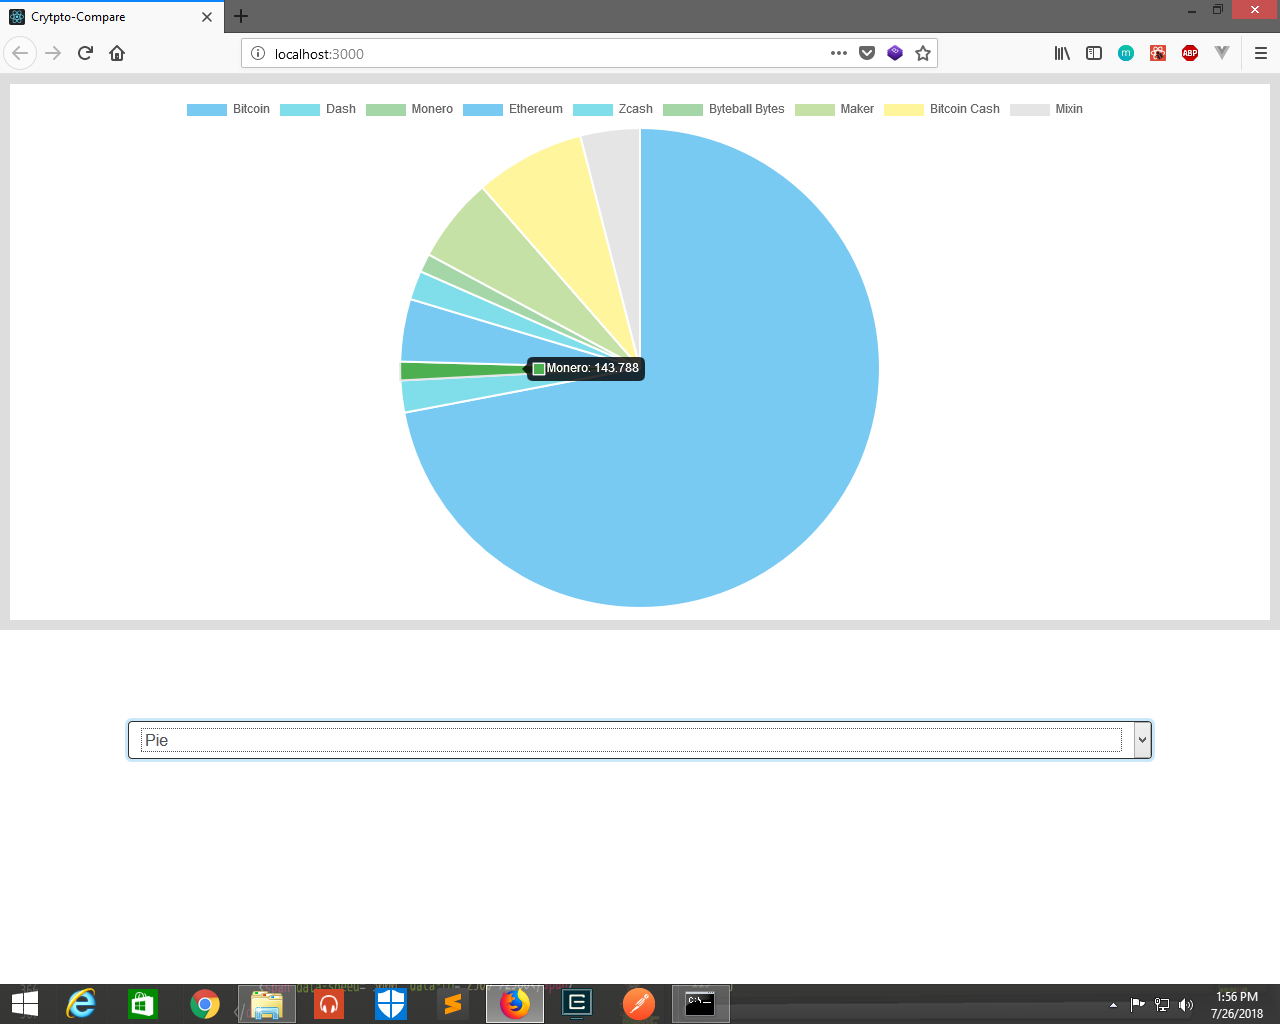 Crytpto-Compare
localhost:3000
m
ABP
Bitcoin Dash Monero Ethereum Zcash Byteball Bytes Maker Bitcoin Cash Mixin
Monero: 143.788
Pie
C:\_
1:56 PM
7/26/2018